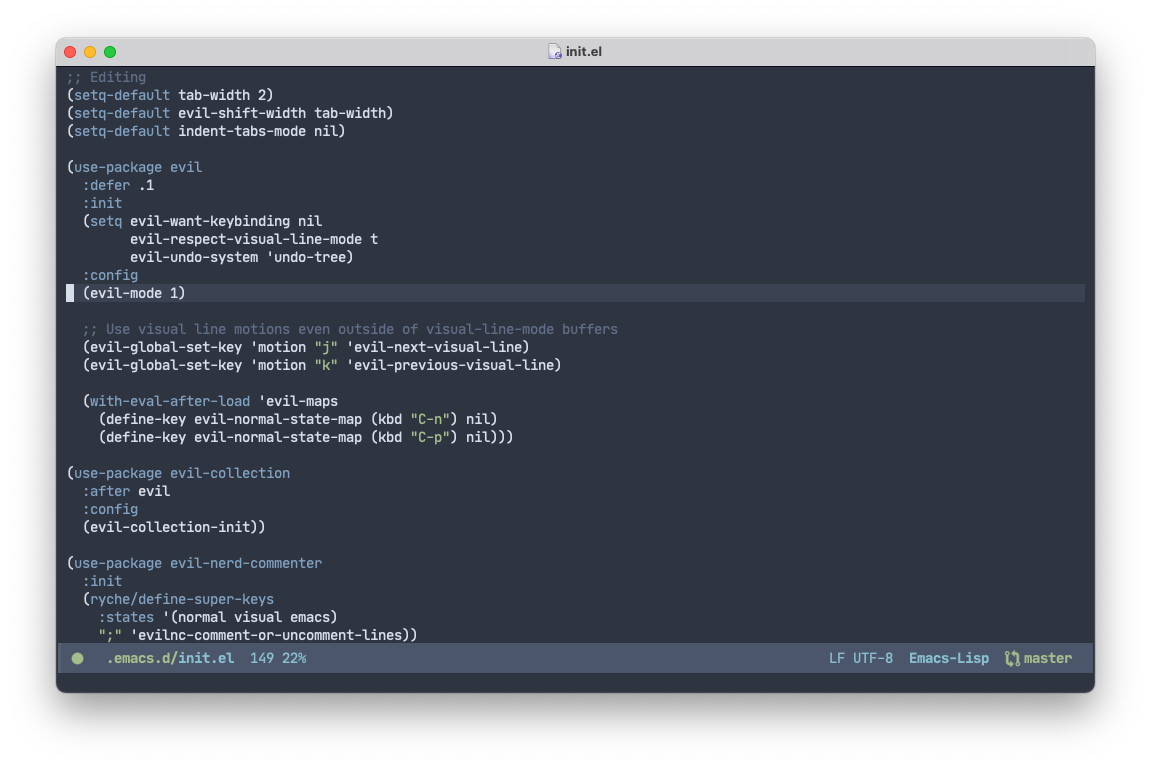 init.el
;; Editing
(setq-default tab-width 2)
(setq-default evil-shift-width tab-width)
(setq-default indent-tabs-mode nil)

(use-package evil
  :defer .1
  :init
  (setq evil-want-keybinding nil
        evil-respect-visual-line-mode t
        evil-undo-system 'undo-tree)
  :config
  (evil-mode 1)

  ;; Use visual line motions even outside of visual-line-mode buffers
  (evil-global-set-key 'motion "j" 'evil-next-visual-line)
  (evil-global-set-key 'motion "k" 'evil-previous-visual-line)

  (with-eval-after-load 'evil-maps
    (define-key evil-normal-state-map (kbd "C-n") nil)
    (define-key evil-normal-state-map (kbd "C-p") nil)))

(use-package evil-collection
  :after evil
  :config
  (evil-collection-init))

(use-package evil-nerd-commenter
  :init
  (ryche/define-super-keys
    :states '(normal visual emacs)
    ";" 'evilnc-comment-or-uncomment-lines))
.emacs.d/init.el  149 22%  LF UTF-8  Emacs-Lisp  master